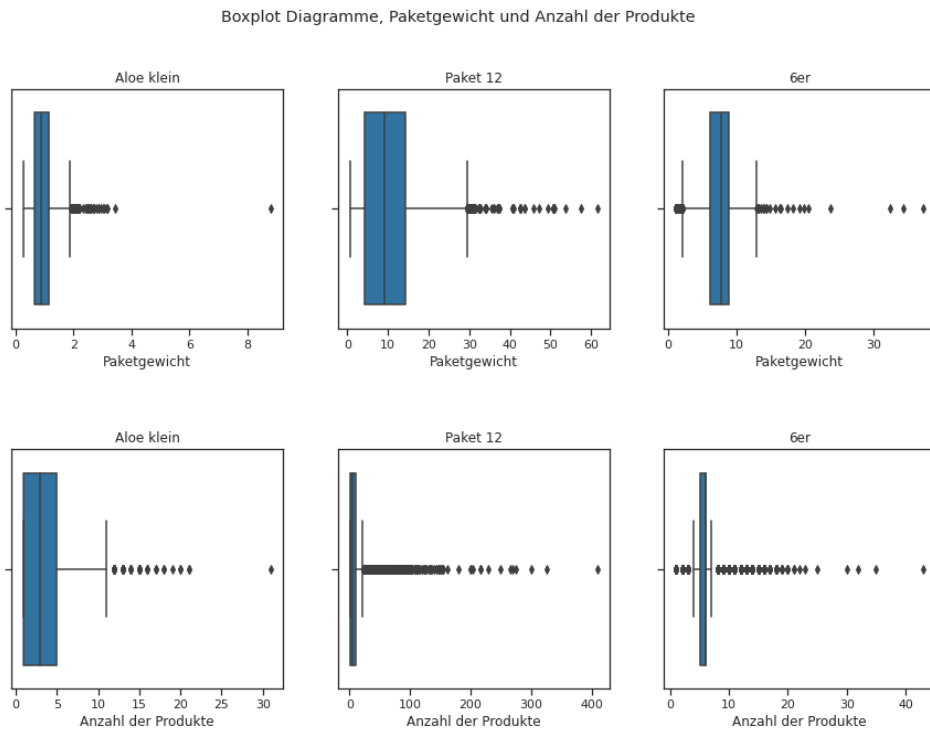 Boxplot Diagramme, Paketgewicht und Anzahl der Produkte
Aloe klein
0 2 4 6 8
Paketgewicht
Paket 12
0 10 20 30 40 50 60
Paketgewicht
6er
0 10 20 30
Paketgewicht
Aloe klein
0 5 10 15 20 25 30
Anzahl der Produkte
Paket 12
0 100 200 300 400
Anzahl der Produkte
6er
0 10 20 30 40
Anzahl der Produkte